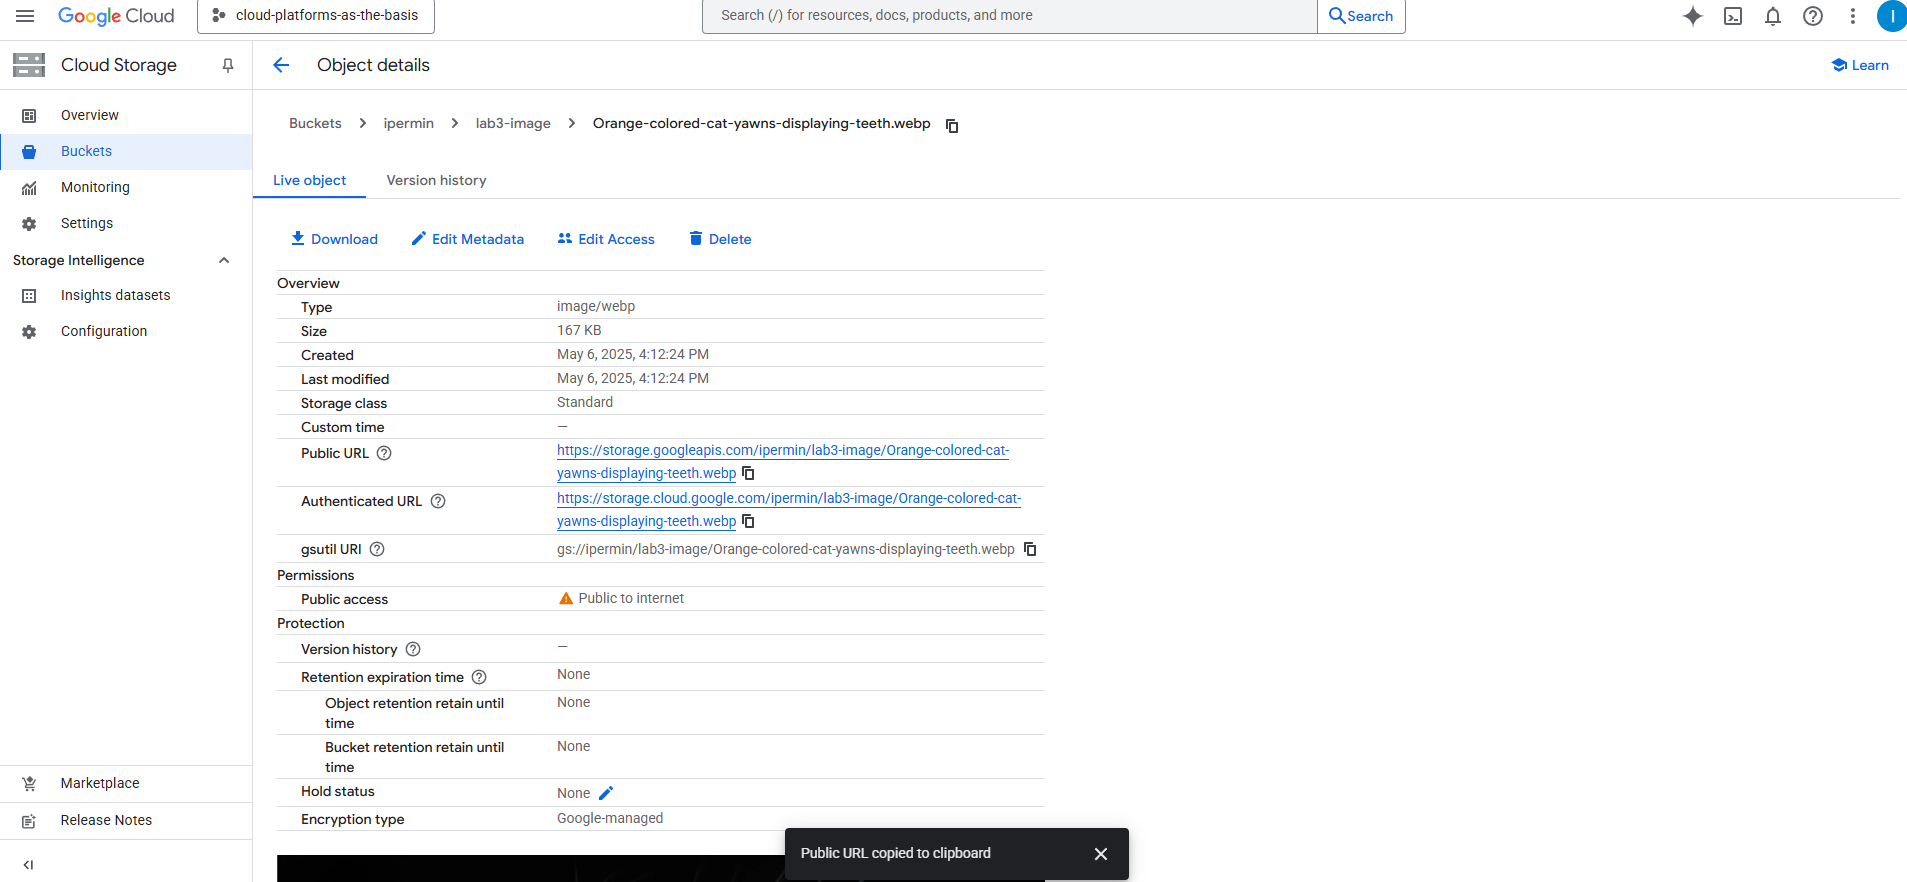 Google Cloud
cloud-platforms-as-the-basis
Search (/) for resources, docs, products, and more
Search
I
Cloud Storage
Object details
Learn
Overview
Buckets
Monitoring
Settings
Storage Intelligence
Insights datasets
Configuration
Marketplace
Release Notes
Buckets > ipermin > lab3-image > Orange-colored-cat-yawns-displaying-teeth.webp
Live object
Version history
Download
Edit Metadata
Edit Access
Delete
Overview
Type image/webp
Size 167 KB
Created May 6, 2025, 4:12:24 PM
Last modified May 6, 2025, 4:12:24 PM
Storage class Standard
Custom time —
Public URL https://storage.googleapis.com/ipermin/lab3-image/Orange-colored-cat-
yawns-displaying-teeth.webp
Authenticated URL https://storage.cloud.google.com/ipermin/lab3-image/Orange-colored-cat-
yawns-displaying-teeth.webp
gsutil URI gs://ipermin/lab3-image/Orange-colored-cat-yawns-displaying-teeth.webp
Permissions
Public access Public to internet
Protection
Version history —
Retention expiration time None
Object retention retain until None
time
Bucket retention retain until None
time
Hold status None
Encryption type Google-managed
Public URL copied to clipboard